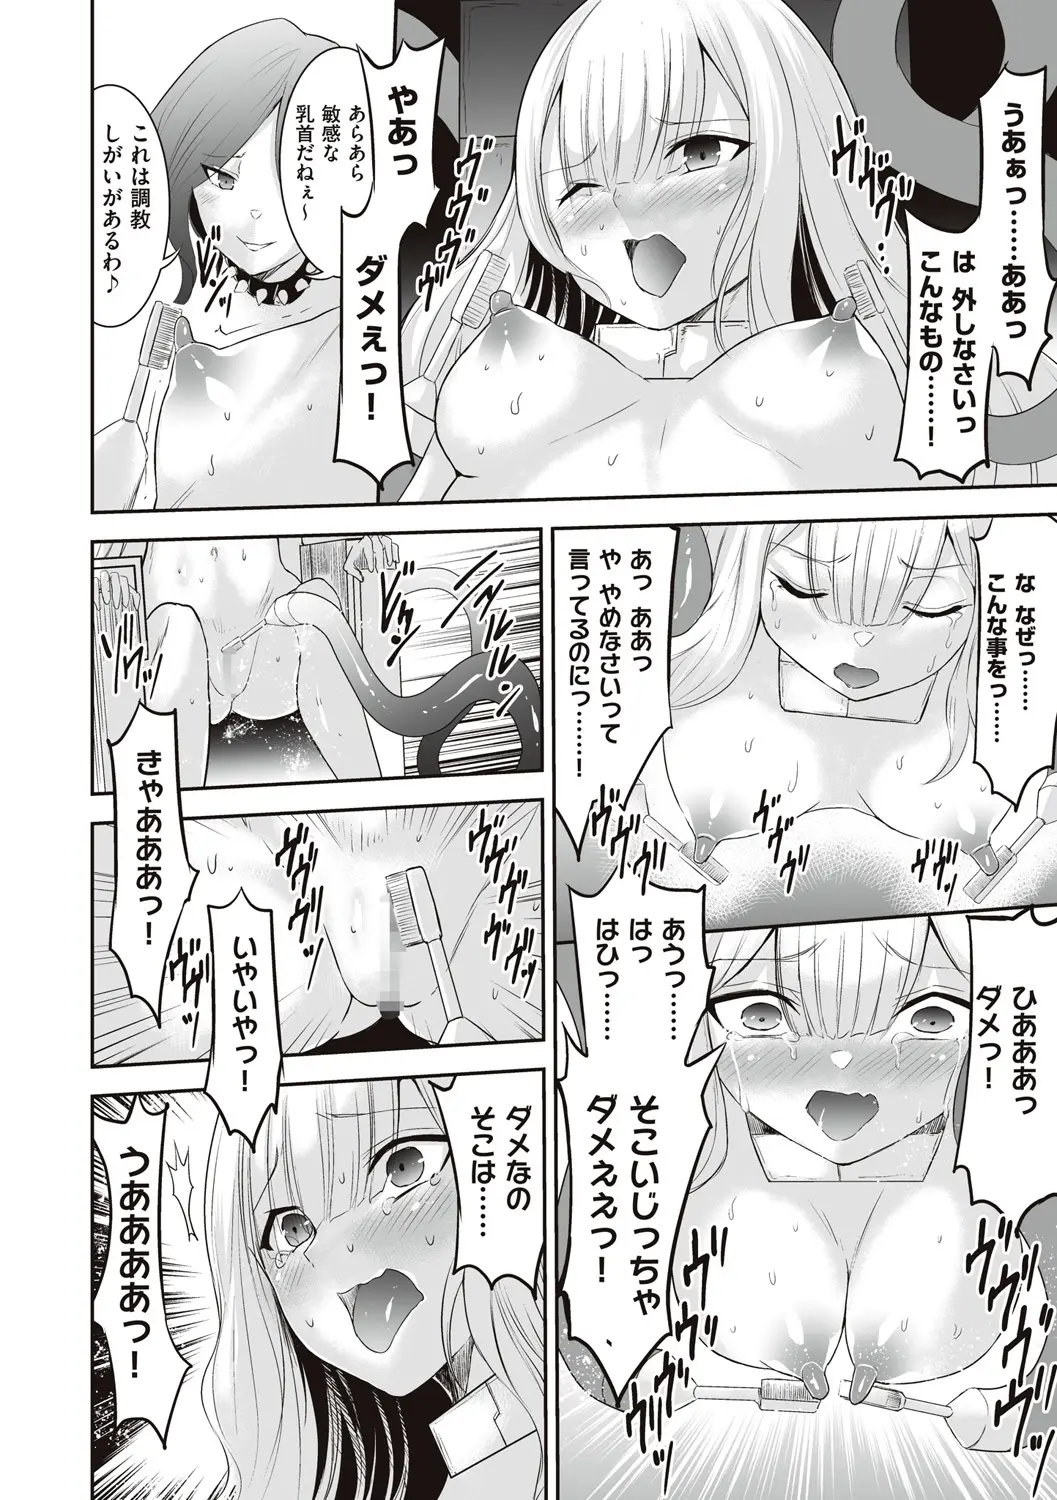 うあぁっ……ああっ
は 外しなさいっ
こんなもの……！
やあっ
ダメぇっ！
あらあら
敏感な
乳首だねぇ～
これは調教
しがいがあるわ♪
な なぜっ……
こんな事をっ……
あっ ああっ
や やめなさいって
言ってるのにっ……！
ひあああっ
ダメっ！
あうっ……
はっ
はひっ……
そこいじっちゃ
ダメぇぇっ！
きゃあああっ！
いやいやっ！
ダメなの
そこは……
うああああっ！